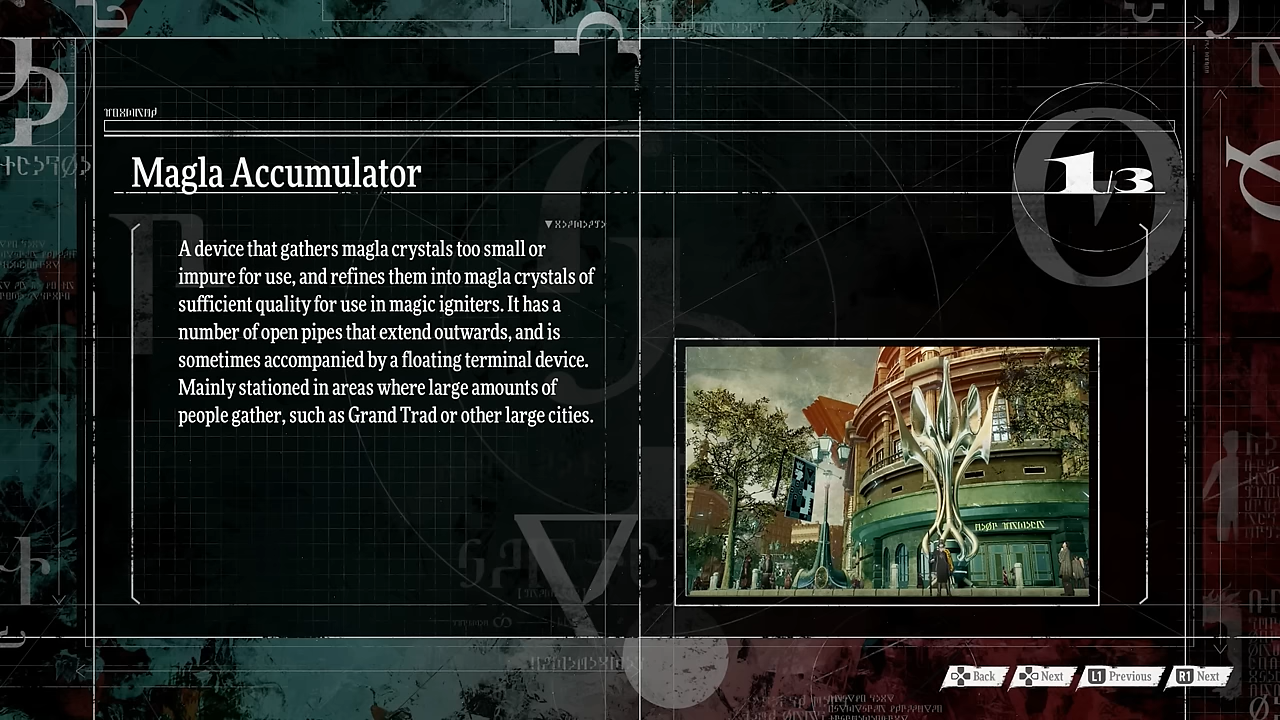 Magla Accumulator
1/3
A device that gathers magla crystals too small or
impure for use, and refines them into magla crystals of
sufficient quality for use in magic igniters. It has a
number of open pipes that extend outwards, and is
sometimes accompanied by a floating terminal device.
Mainly stationed in areas where large amounts of
people gather, such as Grand Trad or other large cities.
Back Next L1 Previous R1 Next